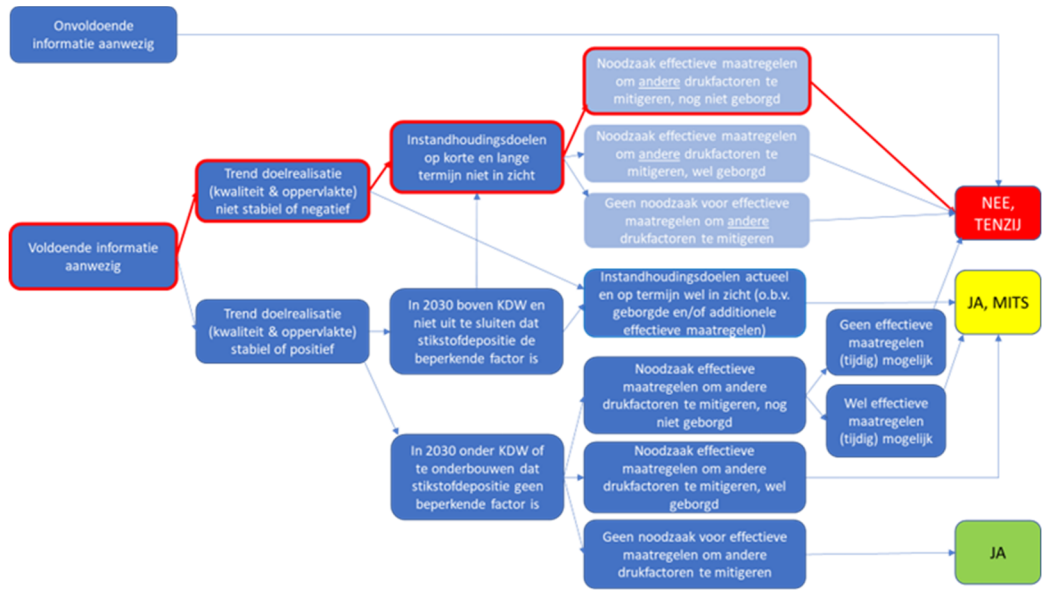 Onvoldoende
informatie aanwezig
Noodzaak effectieve maatregelen
om andere drukfactoren te
mitigeren, nog niet geborgd
Instandhoudingsdoelen
op korte en lange
termijn niet in zicht
Noodzaak effectieve maatregelen
om andere drukfactoren te
mitigeren, wel geborgd
Trend doelrealisatie
(kwaliteit & oppervlakte)
niet stabiel of negatief
Geen noodzaak voor effectieve
maatregelen om andere
drukfactoren te mitigeren
NEE,
TENZIJ
Voldoende informatie
aanwezig
Instandhoudingsdoelen actueel
en op termijn wel in zicht (o.b.v.
geborgde en/of additionele
effectieve maatregelen)
JA, MITS
Trend doelrealisatie
(kwaliteit & oppervlakte)
stabiel of positief
In 2030 boven KDW en
niet uit te sluiten dat
stikstofdepositie de
beperkende factor is
Geen effectieve
maatregelen
(tijdig) mogelijk
Noodzaak effectieve
maatregelen om andere
drukfactoren te mitigeren, nog
niet geborgd
Wel effectieve
maatregelen
(tijdig) mogelijk
In 2030 onder KDW of
te onderbouwen dat
stikstofdepositie geen
beperkende factor is
Noodzaak effectieve
maatregelen om andere
drukfactoren te mitigeren, wel
geborgd
Geen noodzaak voor effectieve
maatregelen om andere
drukfactoren te mitigeren
JA